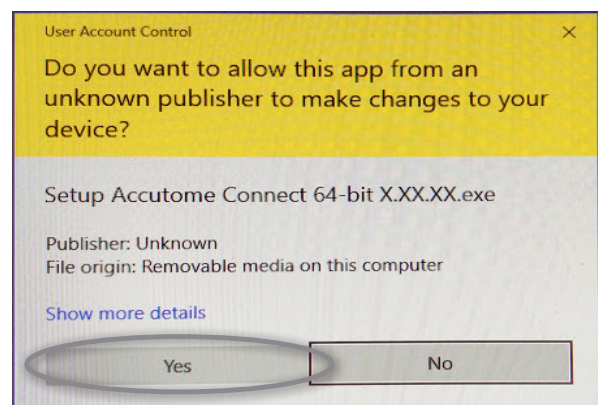 User Account Control
Do you want to allow this app from an
unknown publisher to make changes to your
device?
Setup Accutome Connect 64-bit X.XX.XX.exe
Publisher: Unknown
File origin: Removable media on this computer
Show more details
Yes
No